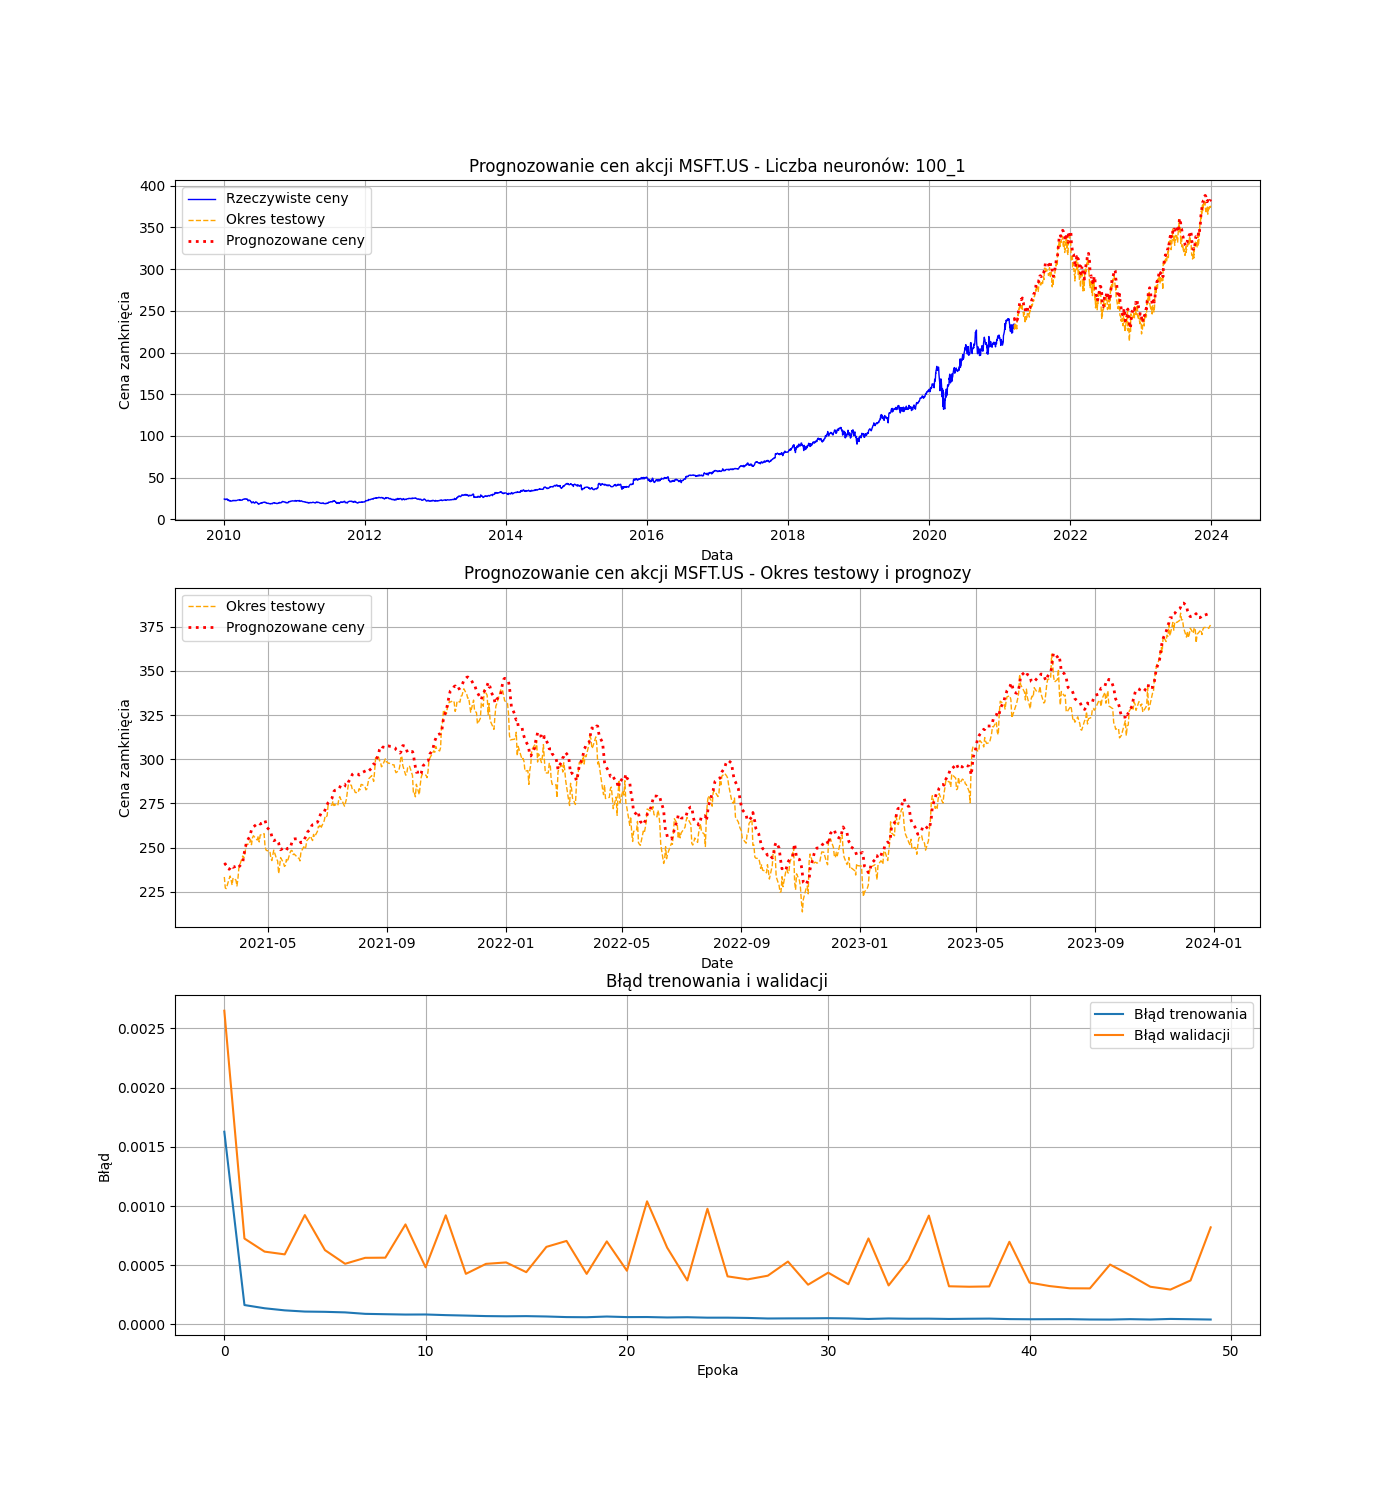 Prognozowanie cen akcji MSFT.US - Liczba neuronów: 100_1
Rzeczywiste ceny
Okres testowy
Prognozowane ceny
Cena zamknięcia
400
350
300
250
200
150
100
50
0
2010 2012 2014 2016 2018 2020 2022 2024
Data
Prognozowanie cen akcji MSFT.US - Okres testowy i prognozy
Okres testowy
Prognozowane ceny
Cena zamknięcia
375
350
325
300
275
250
225
2021-05 2021-09 2022-01 2022-05 2022-09 2023-01 2023-05 2023-09 2024-01
Date
Błąd trenowania i walidacji
Błąd trenowania
Błąd walidacji
Błąd
0.0025
0.0020
0.0015
0.0010
0.0005
0.0000
0 10 20 30 40 50
Epoka